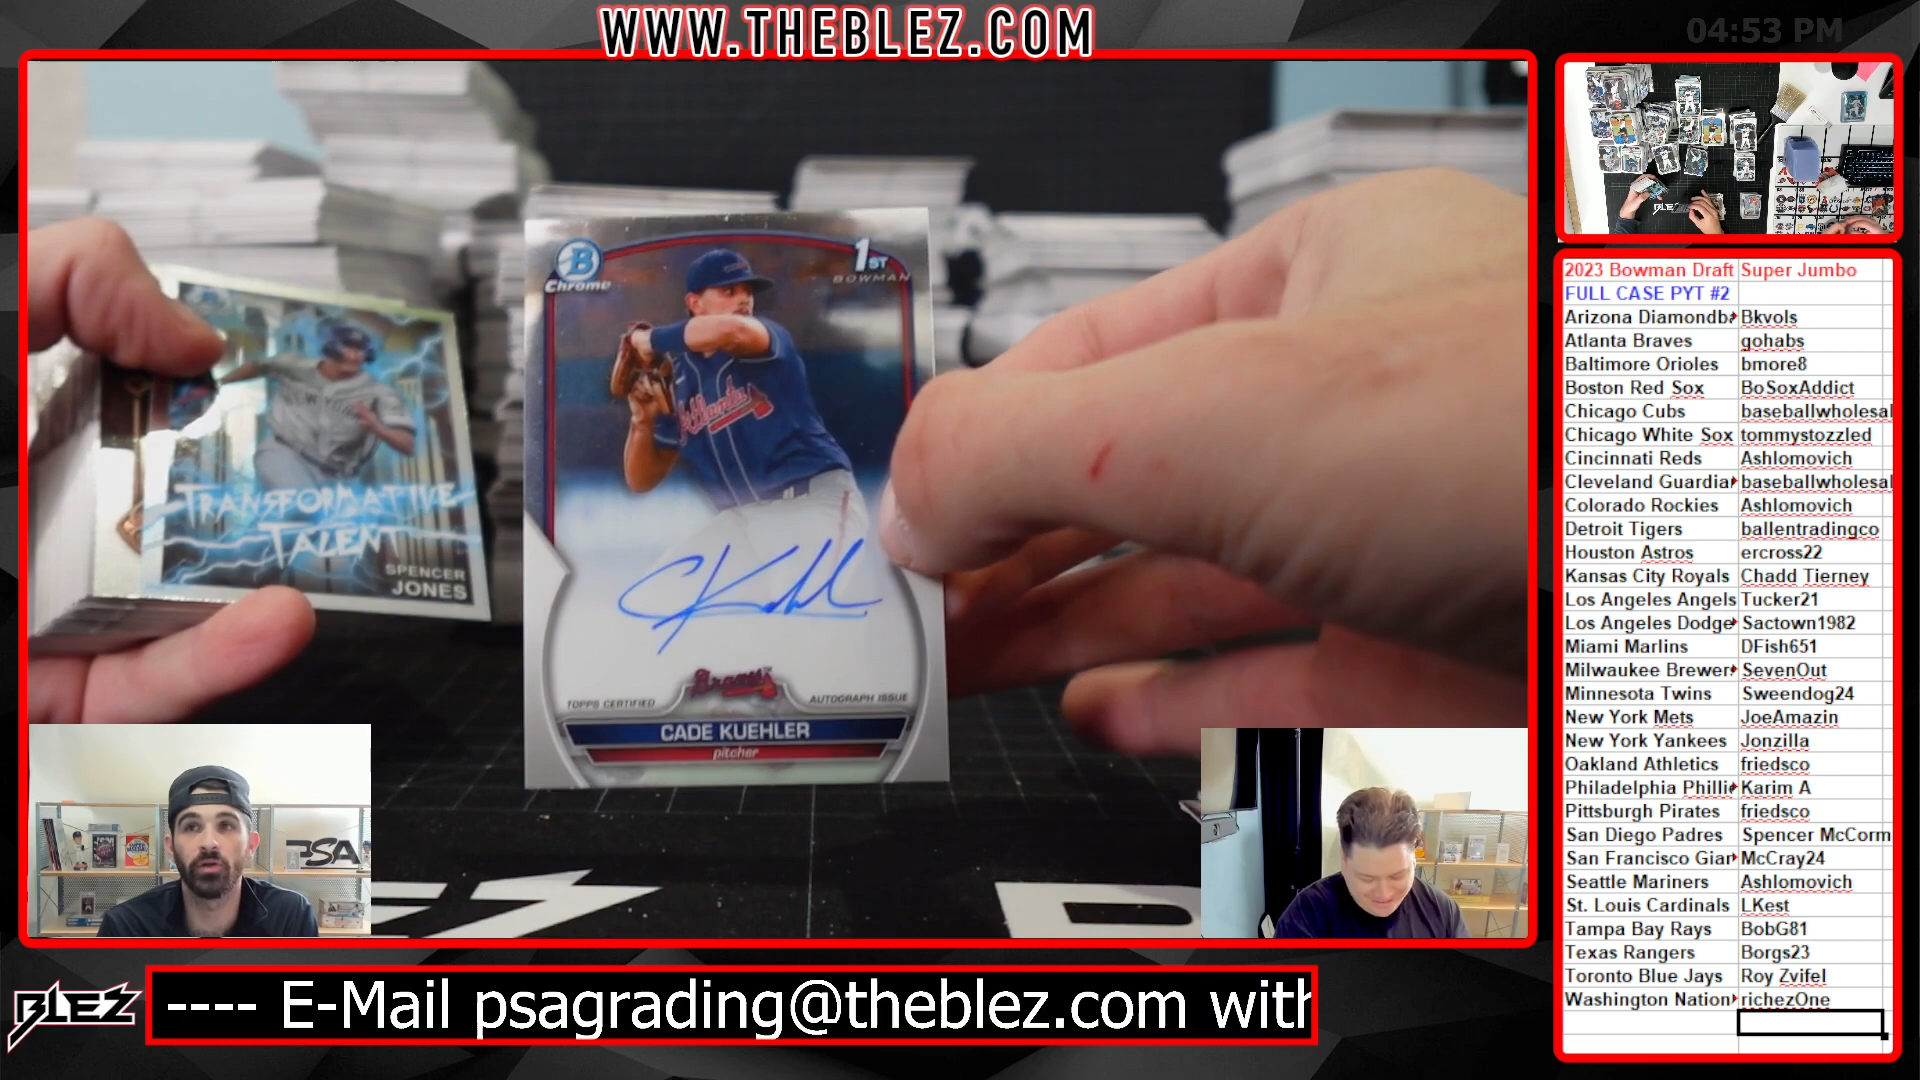 WWW.THEBLEZ.COM
04:53 PM
B
Chrome
1ST
BOWMAN
NEW YORK
TRANSFORMATIVE
TALENT
SPENCER
JONES
Atlanta
Braves
TOPPS CERTIFIED
AUTOGRAPH ISSUE
CADE KUEHLER
pitcher
PSA
BLEZ
---- E-Mail psagrading@theblez.com with
2023 Bowman Draft Super Jumbo
FULL CASE PYT #2
Arizona Diamondba Bkvols
Atlanta Braves gohabs
Baltimore Orioles bmore8
Boston Red Sox BoSoxAddict
Chicago Cubs baseballwholesal
Chicago White Sox tommystozzled
Cincinnati Reds Ashlomovich
Cleveland Guardian baseballwholesal
Colorado Rockies Ashlomovich
Detroit Tigers ballentradingco
Houston Astros ercross22
Kansas City Royals Chadd Tierney
Los Angeles Angels Tucker21
Los Angeles Dodge Sactown1982
Miami Marlins DFish651
Milwaukee Brewer SevenOut
Minnesota Twins Sweendog24
New York Mets JoeAmazin
New York Yankees Jonzilla
Oakland Athletics friedsco
Philadelphia Phillie Karim A
Pittsburgh Pirates friedsco
San Diego Padres Spencer McCorm
San Francisco Gian McCray24
Seattle Mariners Ashlomovich
St. Louis Cardinals LKest
Tampa Bay Rays BobG81
Texas Rangers Borgs23
Toronto Blue Jays Roy Zvifel
Washington Nation richezOne